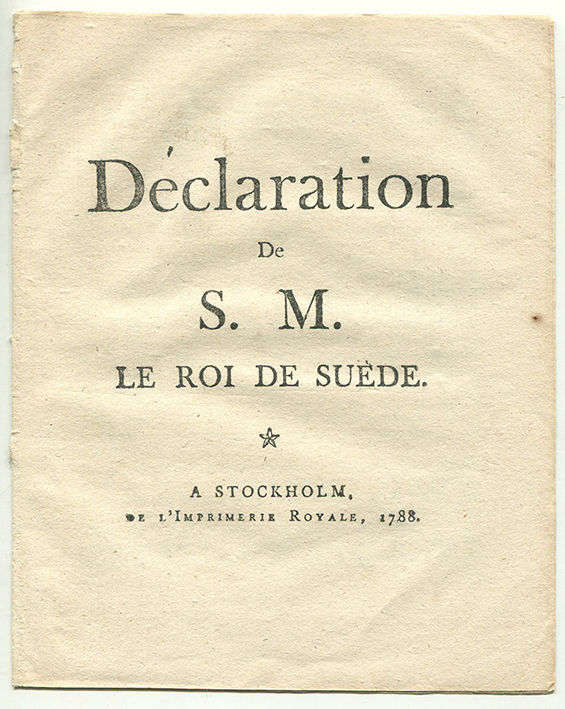 Déclaration
De
S. M.
LE ROI DE SUÈDE.
A STOCKHOLM,
DE L'IMPRIMERIE ROYALE, 1788.